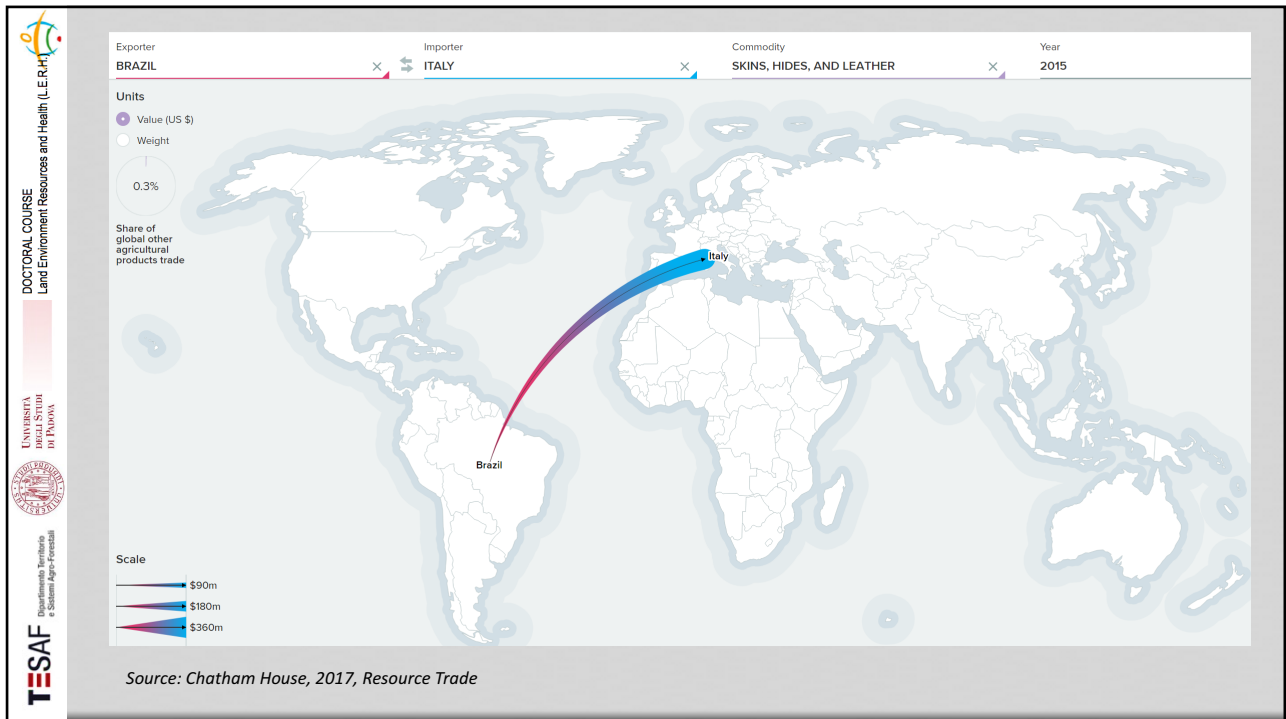 DOCTORAL COURSE
Land Environment Resources and Health (L.E.R.H.)
UNIVERSITÀ
DEGLI STUDI
DI PADOVA
TESAF
Dipartimento Territorio
e Sistemi Agro-Forestali
Exporter
BRAZIL
Importer
ITALY
Commodity
SKINS, HIDES, AND LEATHER
Year
2015
Units
Value (US $)
Weight
0.3%
Share of
global other
agricultural
products trade
Italy
Brazil
Scale
$90m
$180m
$360m
Source: Chatham House, 2017, Resource Trade